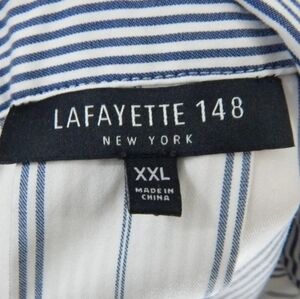 LAFAYETTE 148
NEW YORK
XXL
MADE IN
CHINA